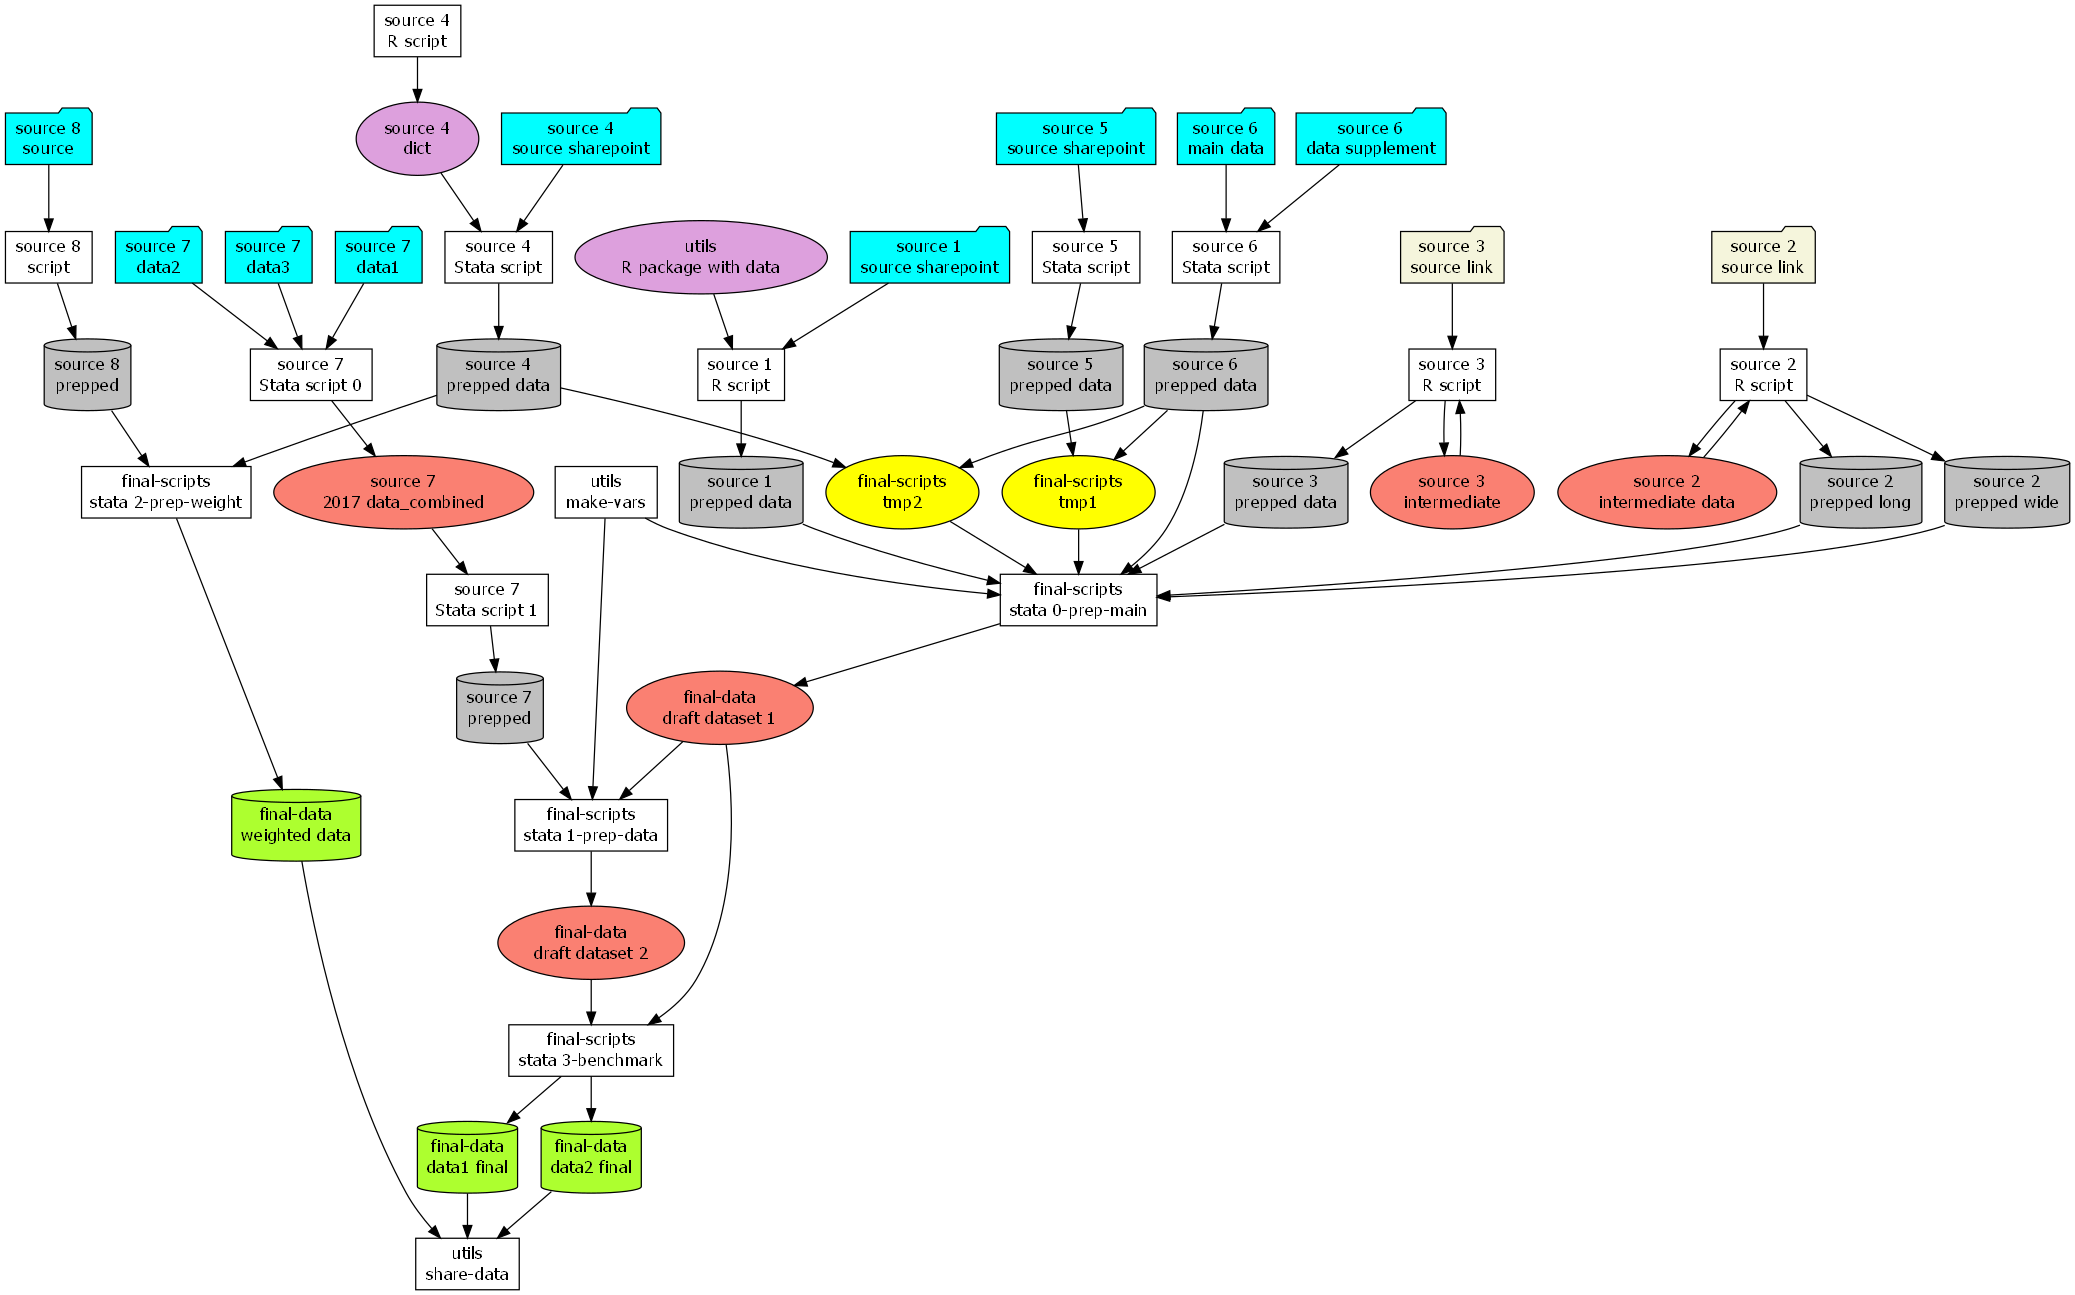 source 4
R script
source 8
source
source 4
dict
source 4
source sharepoint
source 5
source sharepoint
source 6
main data
source 6
data supplement
source 8
script
source 7
data2
source 7
data3
source 7
data1
source 4
Stata script
utils
R package with data
source 1
source sharepoint
source 5
Stata script
source 6
Stata script
source 3
source link
source 2
source link
source 8
prepped
source 7
Stata script 0
source 4
prepped data
source 1
R script
source 5
prepped data
source 6
prepped data
source 3
R script
source 2
R script
final-scripts
stata 2-prep-weight
source 7
2017 data_combined
utils
make-vars
source 1
prepped data
final-scripts
tmp2
final-scripts
tmp1
source 3
prepped data
source 3
intermediate
source 2
intermediate data
source 2
prepped long
source 2
prepped wide
source 7
Stata script 1
final-scripts
stata 0-prep-main
source 7
prepped
final-data
draft dataset 1
final-data
weighted data
final-scripts
stata 1-prep-data
final-data
draft dataset 2
final-scripts
stata 3-benchmark
final-data
data1 final
final-data
data2 final
utils
share-data